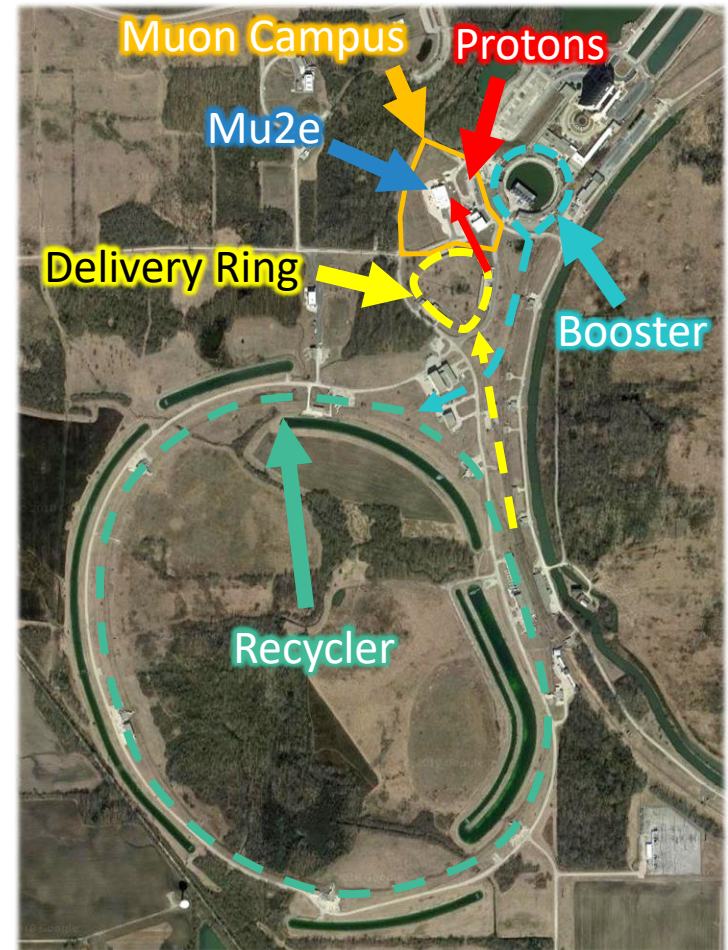 Muon Campus
Protons
Mu2e
Delivery Ring
Booster
Recycler